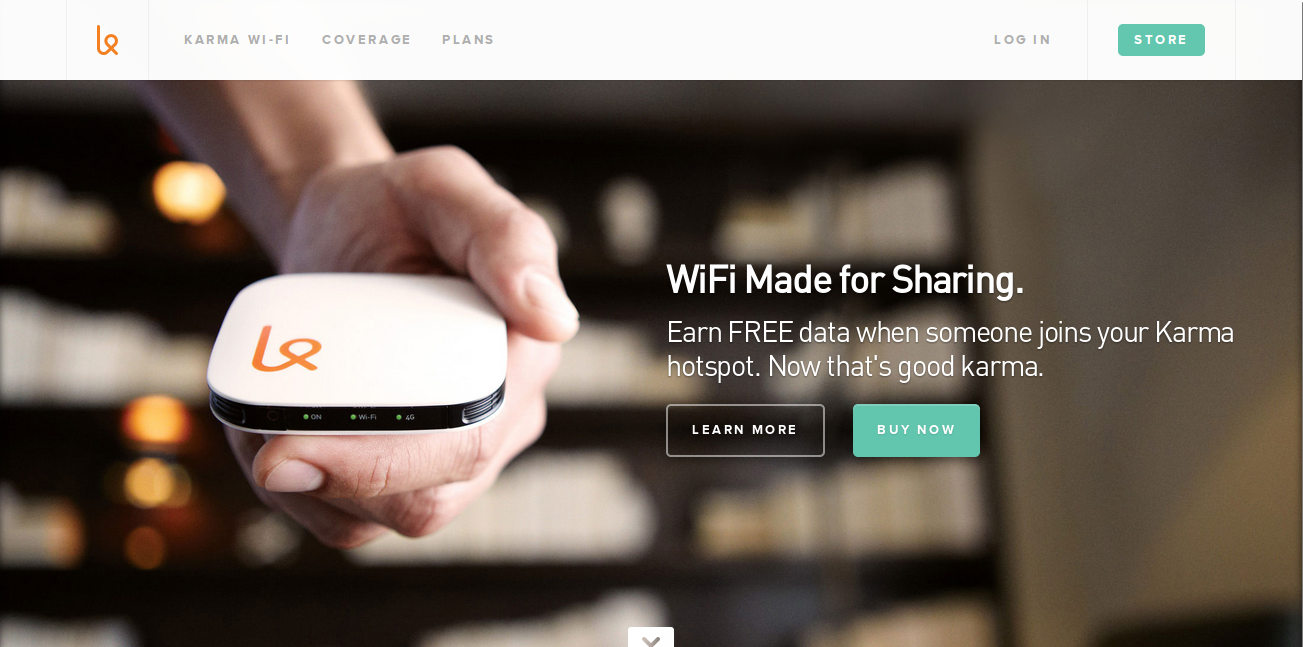 KARMA WI-FI
COVERAGE
PLANS
LOG IN
STORE
WiFi Made for Sharing.
Earn FREE data when someone joins your Karma
hotspot. Now that's good karma.
LEARN MORE
BUY NOW
ON
Wi-Fi
4G